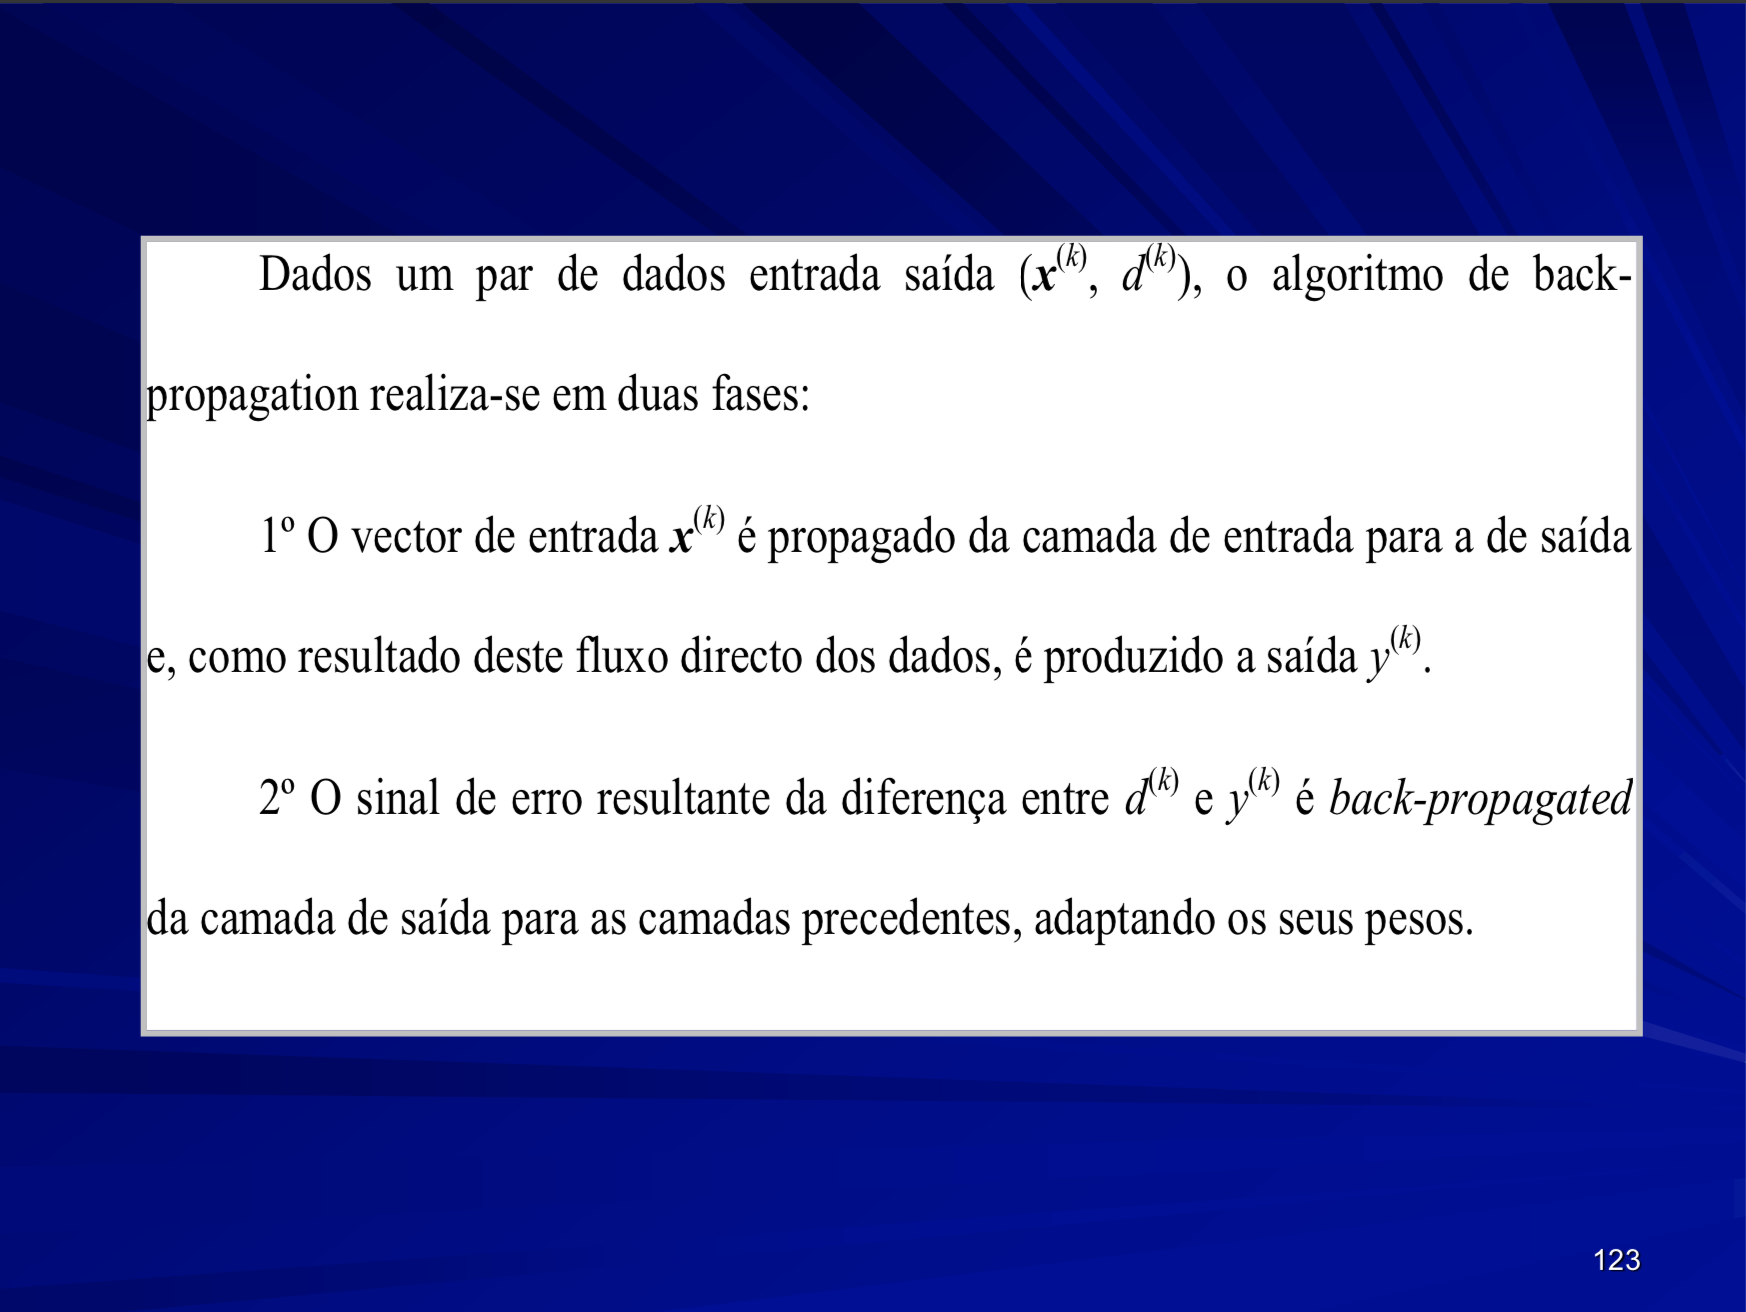 Dados um par de dados entrada saída (x^(k), d^(k)), o algoritmo de back-
propagation realiza-se em duas fases:
1º O vector de entrada x^(k) é propagado da camada de entrada para a de saída
e, como resultado deste fluxo directo dos dados, é produzido a saída y^(k).
2º O sinal de erro resultante da diferença entre d^(k) e y^(k) é back-propagated
da camada de saída para as camadas precedentes, adaptando os seus pesos.
123